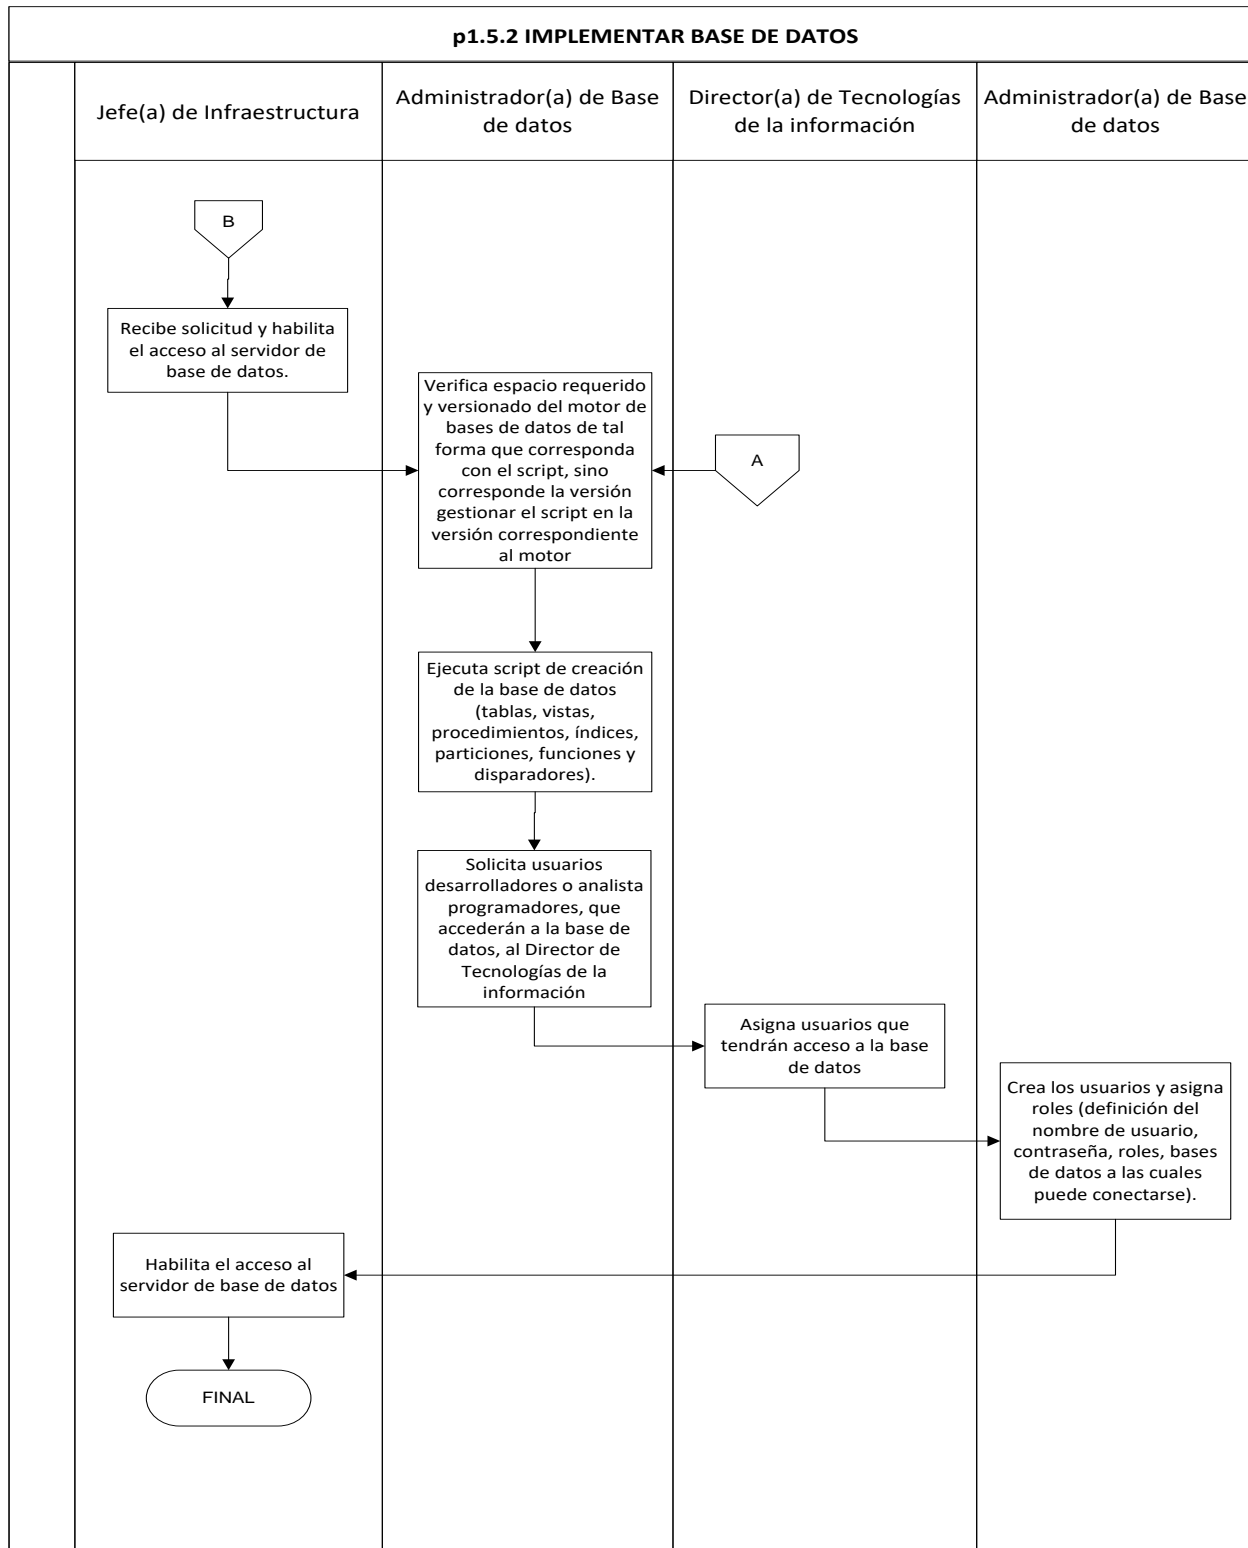 p1.5.2 IMPLEMENTAR BASE DE DATOS
Jefe(a) de Infraestructura
Administrador(a) de Base
de datos
Director(a) de Tecnologías
de la información
Administrador(a) de Base
de datos
B
Recibe solicitud y habilita
el acceso al servidor de
base de datos.
Verifica espacio requerido
y versionado del motor de
bases de datos de tal
forma que corresponda
con el script, sino
corresponde la versión
gestionar el script en la
versión correspondiente
al motor
A
Ejecuta script de creación
de la base de datos
(tablas, vistas,
procedimientos, índices,
particiones, funciones y
disparadores).
Solicita usuarios
desarrolladores o analista
programadores, que
accederán a la base de
datos, al Director de
Tecnologías de la
información
Asigna usuarios que
tendrán acceso a la base
de datos
Crea los usuarios y asigna
roles (definición del
nombre de usuario,
contraseña, roles, bases
de datos a las cuales
puede conectarse).
Habilita el acceso al
servidor de base de datos
FINAL